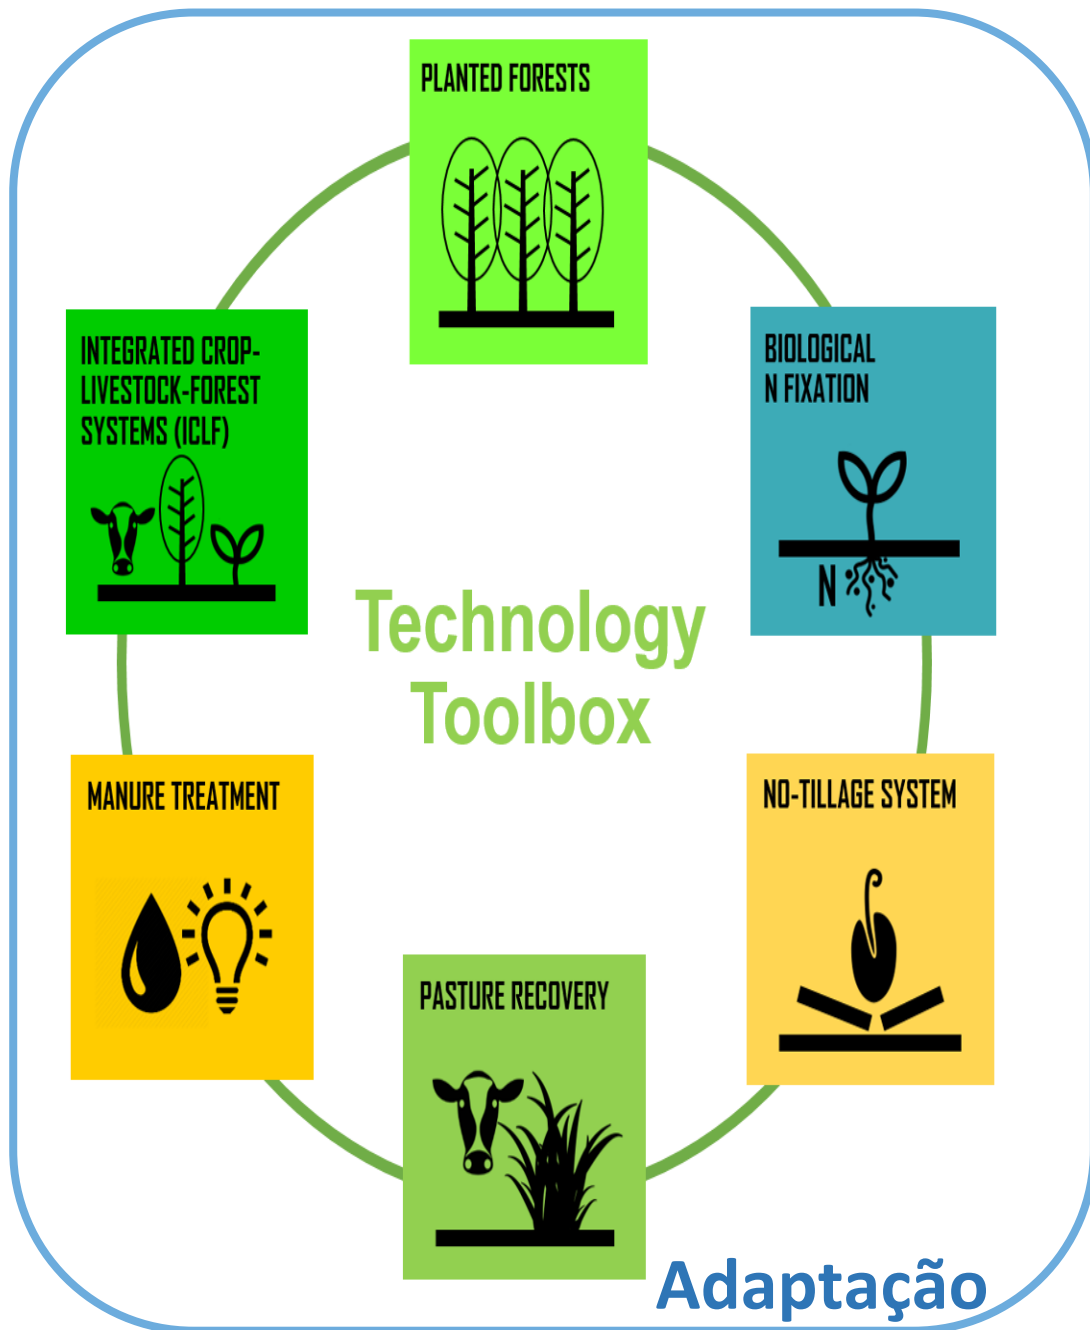 PLANTED FORESTS
INTEGRATED CROP-
LIVESTOCK-FOREST
SYSTEMS (ICLF)
BIOLOGICAL
N FIXATION
N
Technology
Toolbox
MANURE TREATMENT
NO-TILLAGE SYSTEM
PASTURE RECOVERY
Adaptação